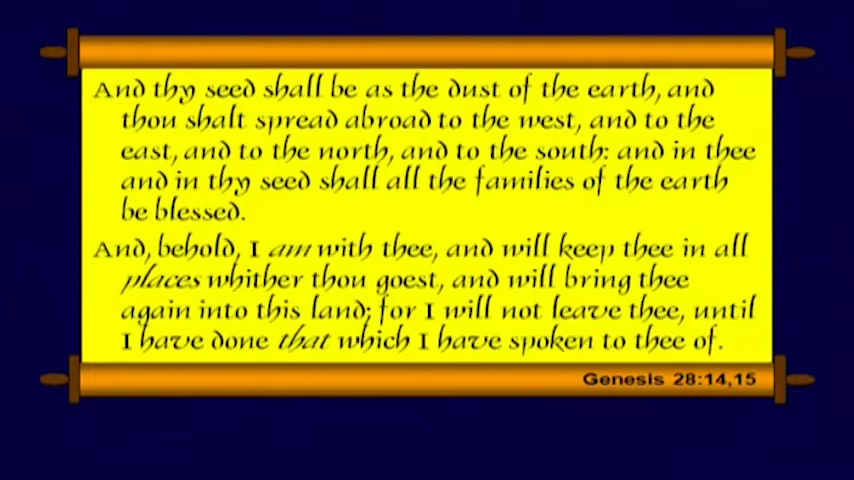 And thy seed shall be as the dust of the earth, and
thou shalt spread abroad to the west, and to the
east, and to the north, and to the south: and in thee
and in thy seed shall all the families of the earth
be blessed.
And, behold, I am with thee, and will keep thee in all
places whither thou goest, and will bring thee
again into this land; for I will not leave thee, until
I have done that which I have spoken to thee of.
Genesis 28:14,15